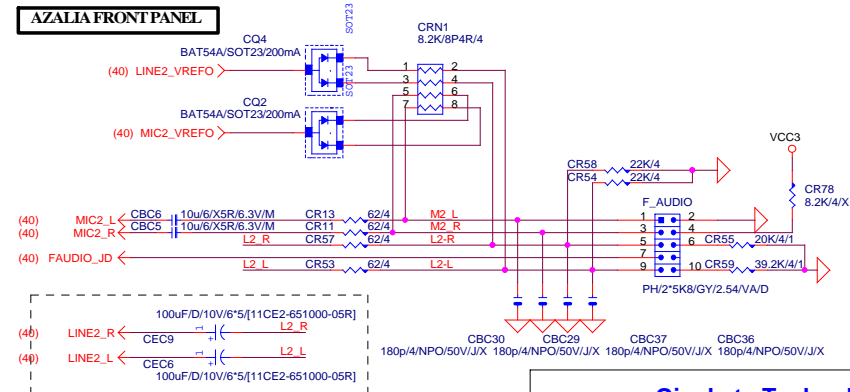 AZALIA FRONT PANEL
SOT23
CQ4
BAT54A/SOT23/200mA
CRN1
8.2K/8P4R/4
(40) LINE2_VREFO
SOT23
1 2
3 4
5 6
7 8
CQ2
BAT54A/SOT23/200mA
(40) MIC2_VREFO
VCC3
CR58 22K/4
CR54 22K/4
CR78
8.2K/4/X
F_AUDIO
(40) MIC2_L CBC6 10u/6/X5R/6.3V/M CR13 62/4 M2_L 1 2
(40) MIC2_R CBC5 10u/6/X5R/6.3V/M CR11 62/4 M2_R 3 4
L2_R CR57 62/4 L2-R 5 6 CR55 20K/4/1
(40) FAUDIO_JD 7
L2_L CR53 62/4 L2-L 9 10 CR59 39.2K/4/1
PH/2*5K8/GY/2.54/VA/D
100uF/D/10V/6*5/[11CE2-651000-05R]
(40) LINE2_R CEC9 1 + L2_R
(40) LINE2_L CEC6 1 + L2_L
100uF/D/10V/6*5/[11CE2-651000-05R]
CBC30 CBC29 CBC37 CBC36
180p/4/NPO/50V/J/X 180p/4/NPO/50V/J/X 180p/4/NPO/50V/J/X 180p/4/NPO/50V/J/X